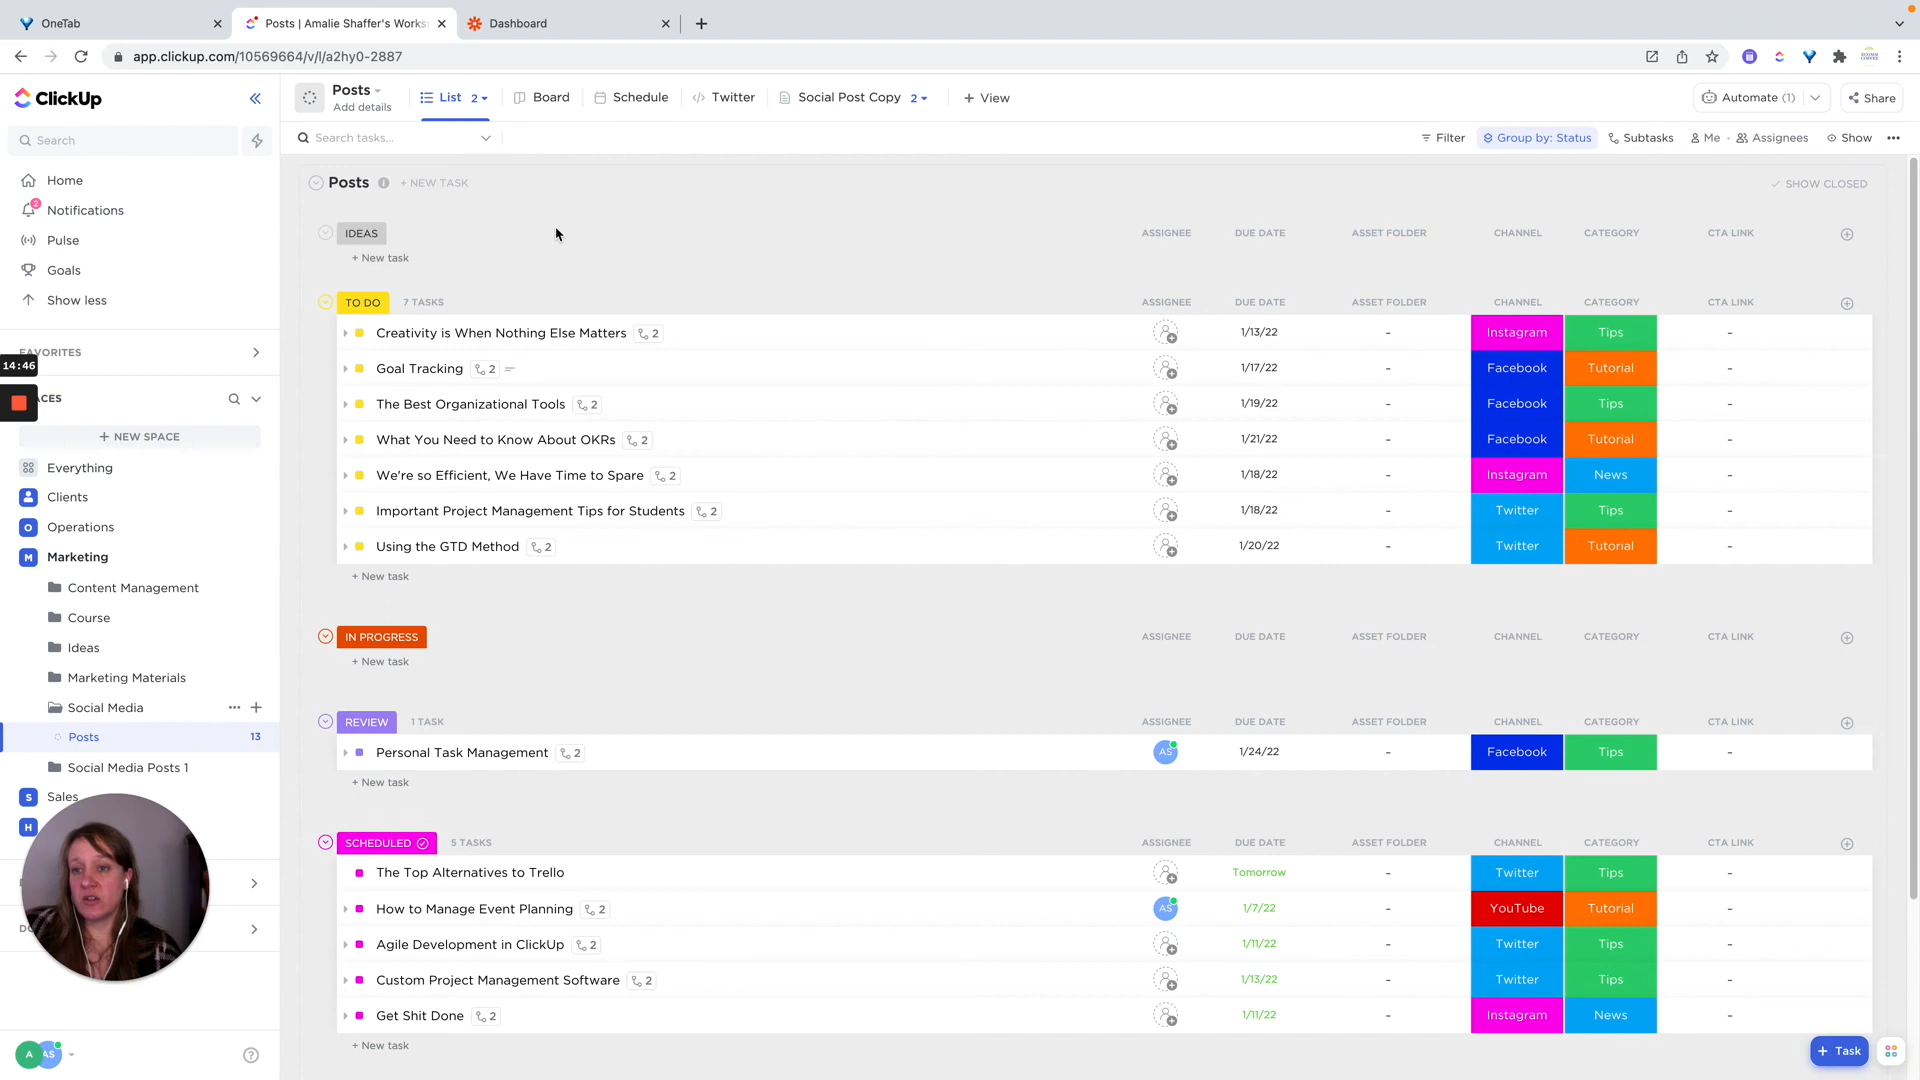 OneTab
Posts | Amalie Shaffer's Works
Dashboard
app.clickup.com/10569664/v/l/a2hy0-2887
ClickUp
Search
Home
2
Notifications
Pulse
Goals
Show less
FAVORITES
14:46
ACES
+ NEW SPACE
Everything
Clients
O Operations
M Marketing
Content Management
Course
Ideas
Marketing Materials
Social Media
Posts 13
Social Media Posts 1
S Sales
H
A AS
Posts
Add details
List 2
Board
Schedule
Twitter
Social Post Copy 2
+ View
Automate (1)
Share
Search tasks...
Filter
Group by: Status
Subtasks
Me
Assignees
Show
Posts + NEW TASK SHOW CLOSED
IDEAS ASSIGNEE DUE DATE ASSET FOLDER CHANNEL CATEGORY CTA LINK
+ New task
TO DO 7 TASKS ASSIGNEE DUE DATE ASSET FOLDER CHANNEL CATEGORY CTA LINK
Creativity is When Nothing Else Matters 2 1/13/22 - Instagram Tips -
Goal Tracking 2 1/17/22 - Facebook Tutorial -
The Best Organizational Tools 2 1/19/22 - Facebook Tips -
What You Need to Know About OKRs 2 1/21/22 - Facebook Tutorial -
We're so Efficient, We Have Time to Spare 2 1/18/22 - Instagram News -
Important Project Management Tips for Students 2 1/18/22 - Twitter Tips -
Using the GTD Method 2 1/20/22 - Twitter Tutorial -
+ New task
IN PROGRESS ASSIGNEE DUE DATE ASSET FOLDER CHANNEL CATEGORY CTA LINK
+ New task
REVIEW 1 TASK ASSIGNEE DUE DATE ASSET FOLDER CHANNEL CATEGORY CTA LINK
Personal Task Management 2 AS 1/24/22 - Facebook Tips -
+ New task
SCHEDULED 5 TASKS ASSIGNEE DUE DATE ASSET FOLDER CHANNEL CATEGORY CTA LINK
The Top Alternatives to Trello Tomorrow - Twitter Tips -
How to Manage Event Planning 2 AS 1/7/22 - YouTube Tutorial -
Agile Development in ClickUp 2 1/11/22 - Twitter Tips -
Custom Project Management Software 2 1/13/22 - Twitter Tips -
Get Shit Done 2 1/11/22 - Instagram News -
+ New task
+ Task